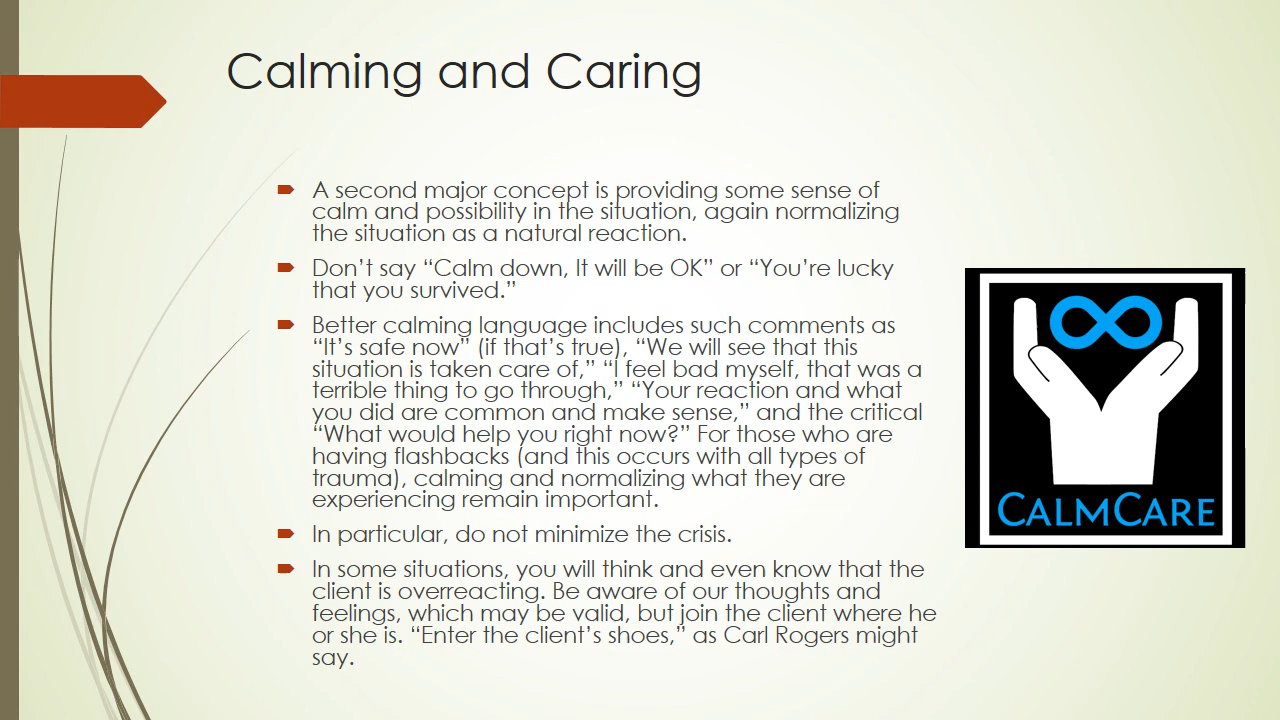 Calming and Caring
A second major concept is providing some sense of
calm and possibility in the situation, again normalizing
the situation as a natural reaction.
Don’t say “Calm down, It will be OK” or “You’re lucky
that you survived.”
Better calming language includes such comments as
“It’s safe now” (if that’s true), “We will see that this
situation is taken care of,” “I feel bad myself, that was a
terrible thing to go through,” “Your reaction and what
you did are common and make sense,” and the critical
“What would help you right now?” For those who are
having flashbacks (and this occurs with all types of
trauma), calming and normalizing what they are
experiencing remain important.
In particular, do not minimize the crisis.
In some situations, you will think and even know that the
client is overreacting. Be aware of our thoughts and
feelings, which may be valid, but join the client where he
or she is. “Enter the client’s shoes,” as Carl Rogers might
say.
CALMCARE